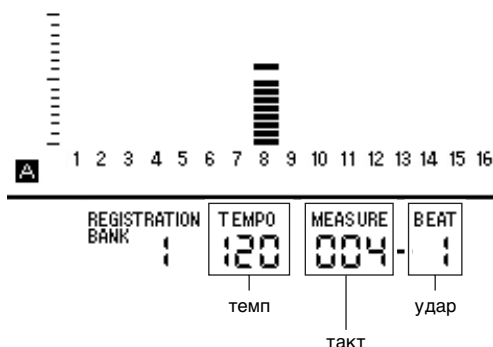 A 1 2 3 4 5 6 7 8 9 10 11 12 13 14 15 16
REGISTRATION TEMPO MEASURE BEAT
BANK 1 120 004 - 1
темп удар
такт